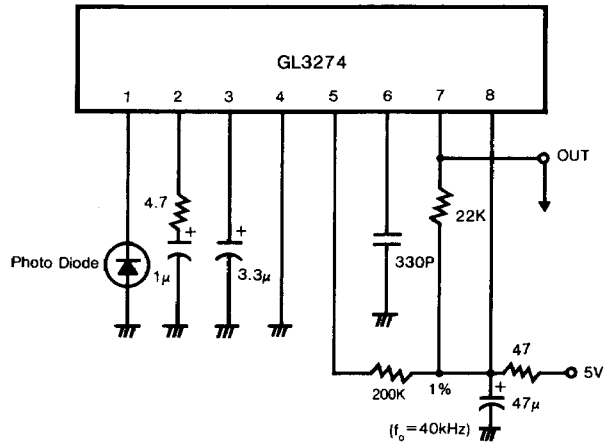 GL3274
1 2 3 4 5 6 7 8
OUT
4.7
+
+
22K
Photo Diode
1μ
3.3μ
330P
47
5V
200K
1%
+
47μ
(f₀=40kHz)